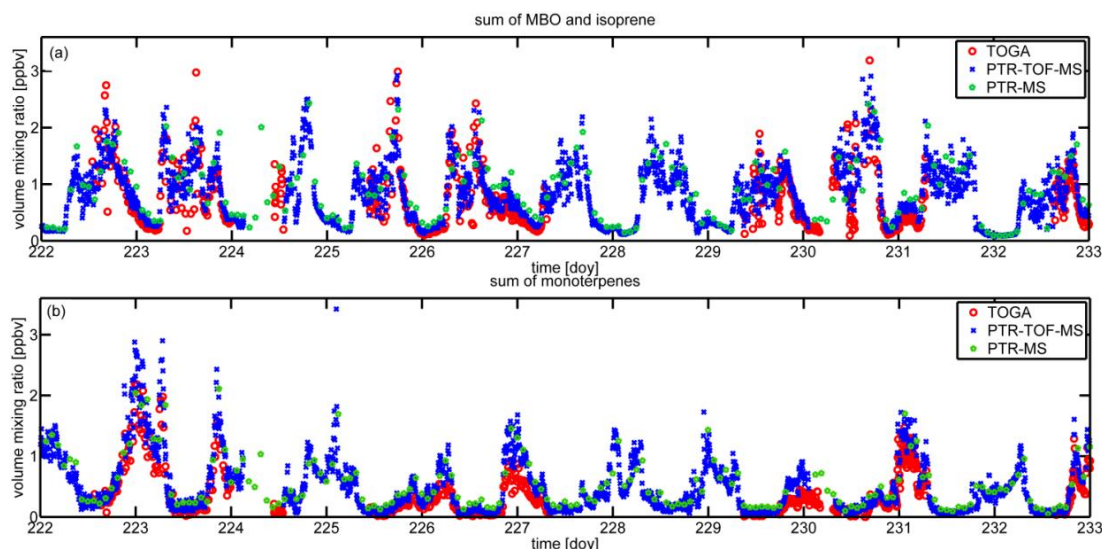 sum of MBO and isoprene
(a)
TOGA
PTR-TOF-MS
PTR-MS
volume mixing ratio [ppbv]
3
2
1
0
222 223 224 225 226 227 228 229 230 231 232 233
time [doy]
sum of monoterpenes
(b)
TOGA
PTR-TOF-MS
PTR-MS
volume mixing ratio [ppbv]
3
2
1
0
222 223 224 225 226 227 228 229 230 231 232 233
time [doy]